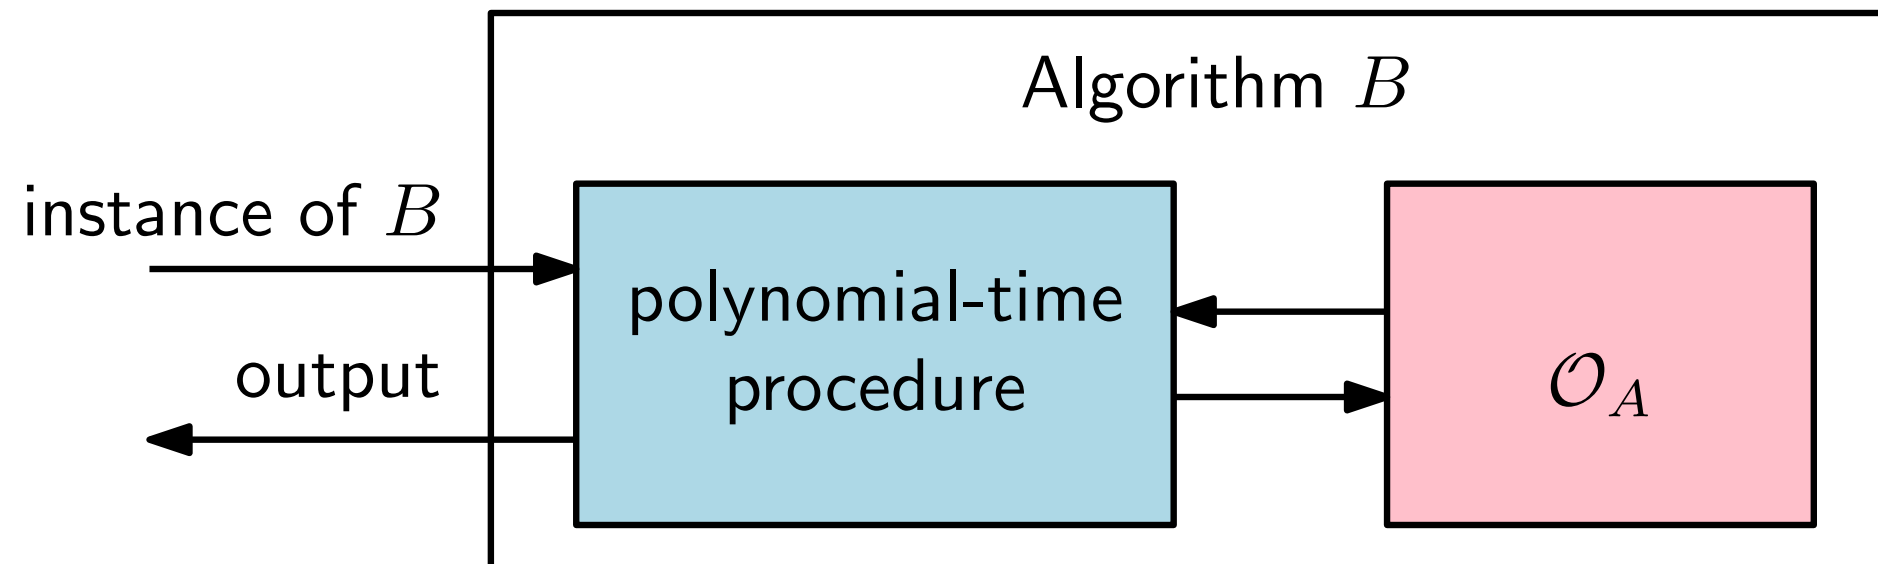 Algorithm B
instance of B
output
polynomial-time
procedure
𝒪_A